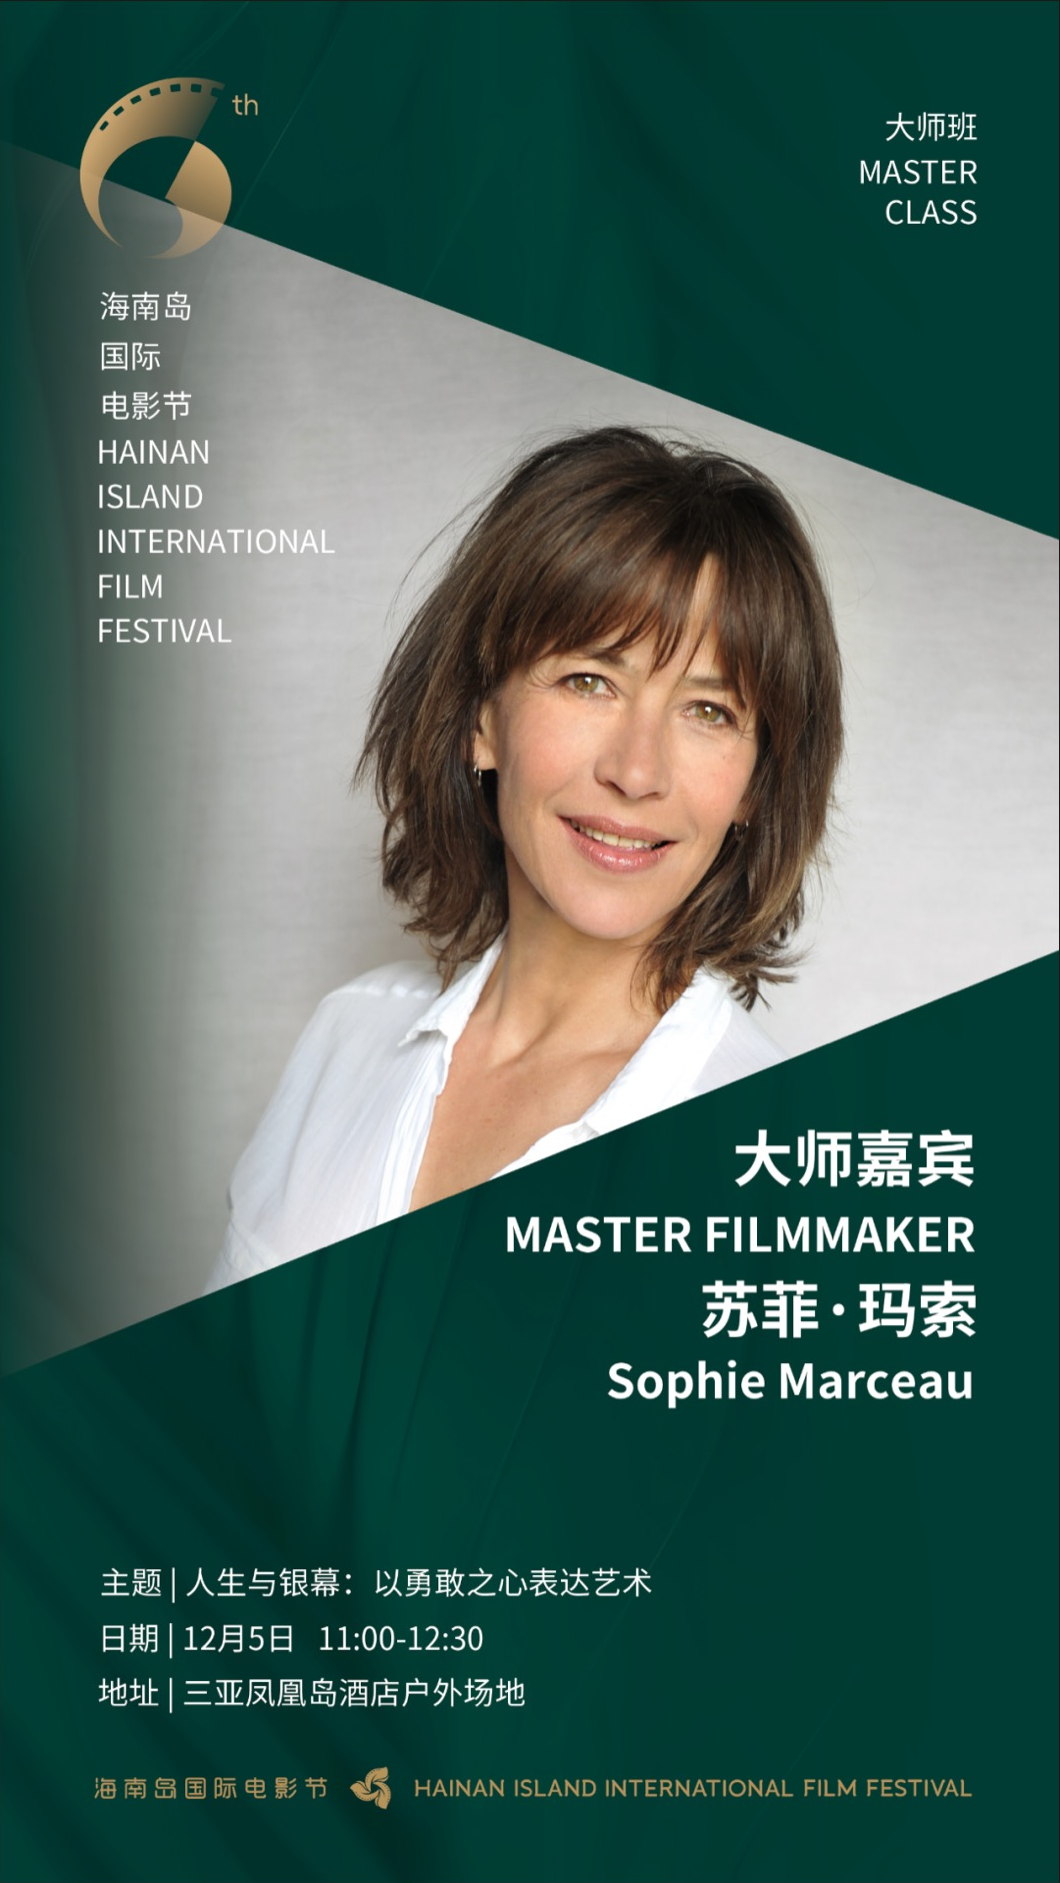 6th
大师班
MASTER
CLASS
海南岛
国际
电影节
HAINAN
ISLAND
INTERNATIONAL
FILM
FESTIVAL
大师嘉宾
MASTER FILMMAKER
苏菲·玛索
Sophie Marceau
主题 | 人生与银幕：以勇敢之心表达艺术
日期 | 12月5日 11:00-12:30
地址 | 三亚凤凰岛酒店户外场地
海南岛国际电影节 HAINAN ISLAND INTERNATIONAL FILM FESTIVAL